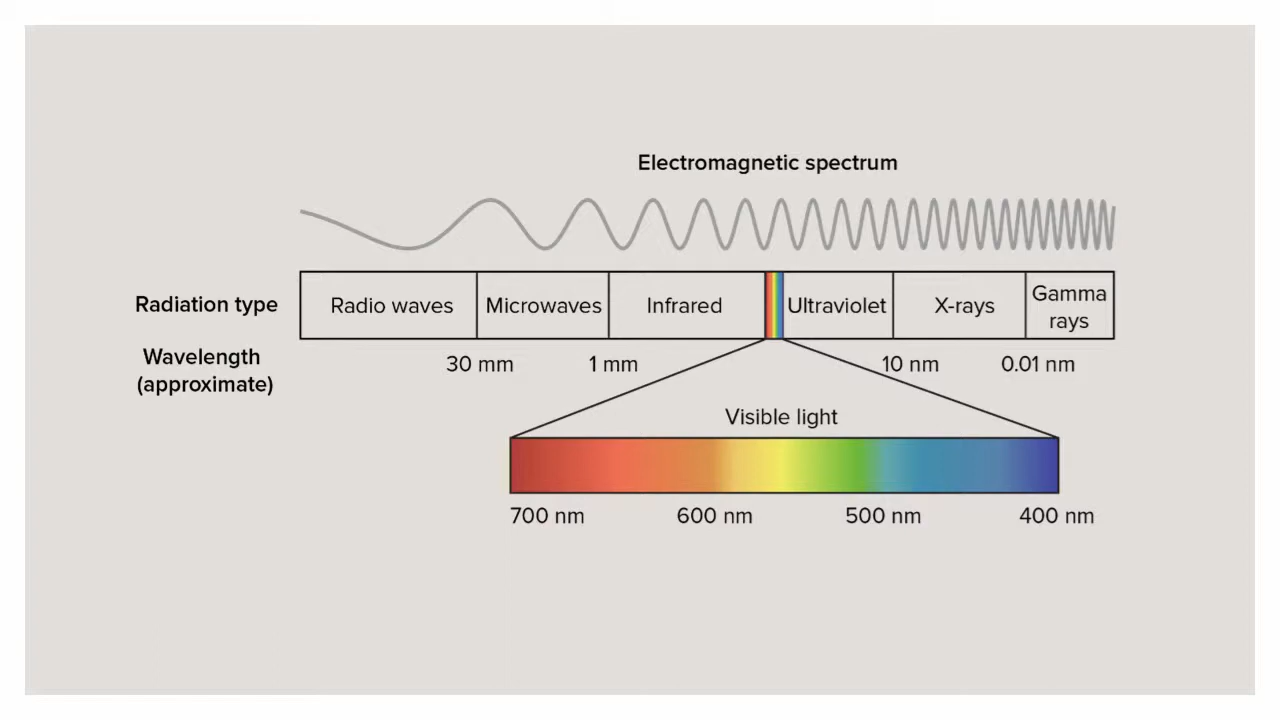 Electromagnetic spectrum
Radiation type
Radio waves
Microwaves
Infrared
Ultraviolet
X-rays
Gamma
rays
Wavelength
(approximate)
30 mm
1 mm
10 nm
0.01 nm
Visible light
700 nm
600 nm
500 nm
400 nm